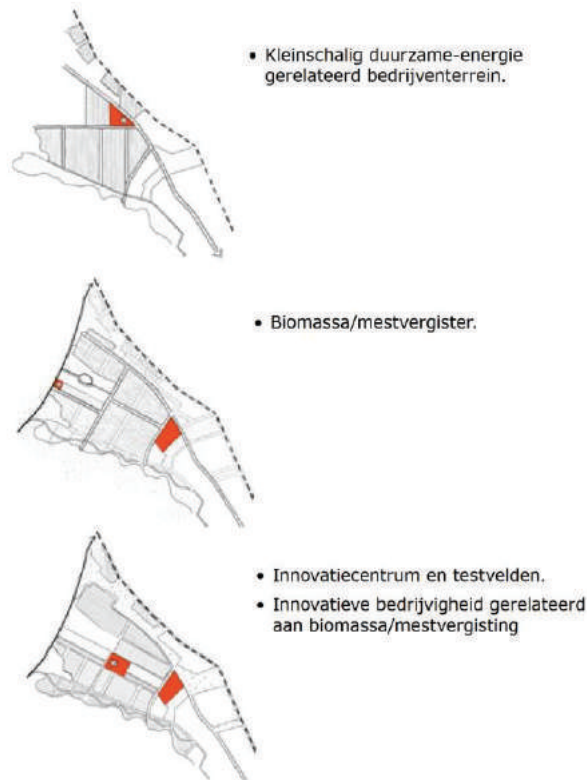 • Kleinschalig duurzame-energie
gerelateerd bedrijventerrein.
• Biomassa/mestvergister.
• Innovatiecentrum en testvelden.
• Innovatieve bedrijvigheid gerelateerd
aan biomassa/mestvergisting